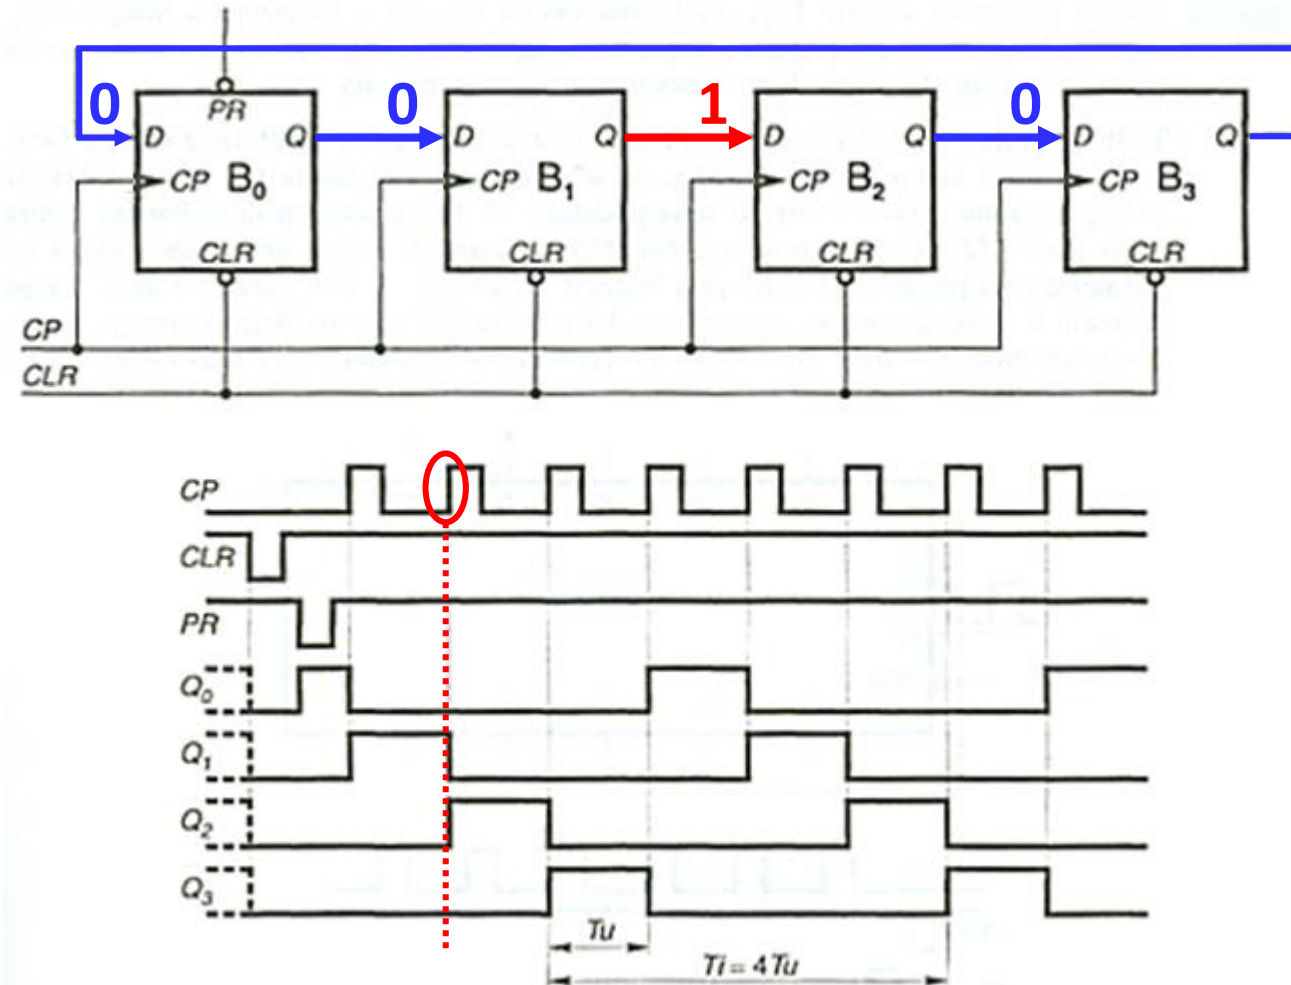 0 0 1 0
PR
D Q D Q D Q D Q
CP B₀ CP B₁ CP B₂ CP B₃
CLR CLR CLR CLR
CP
CLR
CP
CLR
PR
Q₀
Q₁
Q₂
Q₃
Tu
Ti = 4Tu